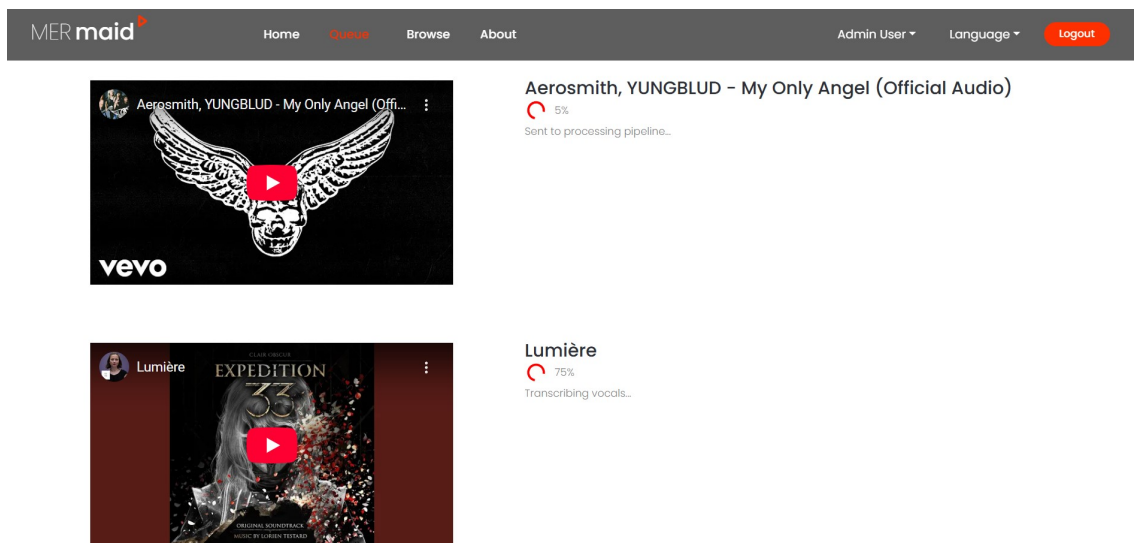 MERmaid
Home
Queue
Browse
About
Admin User
Language
Logout
Aerosmith, YUNGBLUD - My Only Angel (Offi...
vevo
Aerosmith, YUNGBLUD - My Only Angel (Official Audio)
5%
Sent to processing pipeline...
Lumière
CLAIR OBSCUR
EXPEDITION
33
ORIGINAL SOUNDTRACK
MUSIC BY LORIEN TESTARD
Lumière
75%
Transcribing vocals...